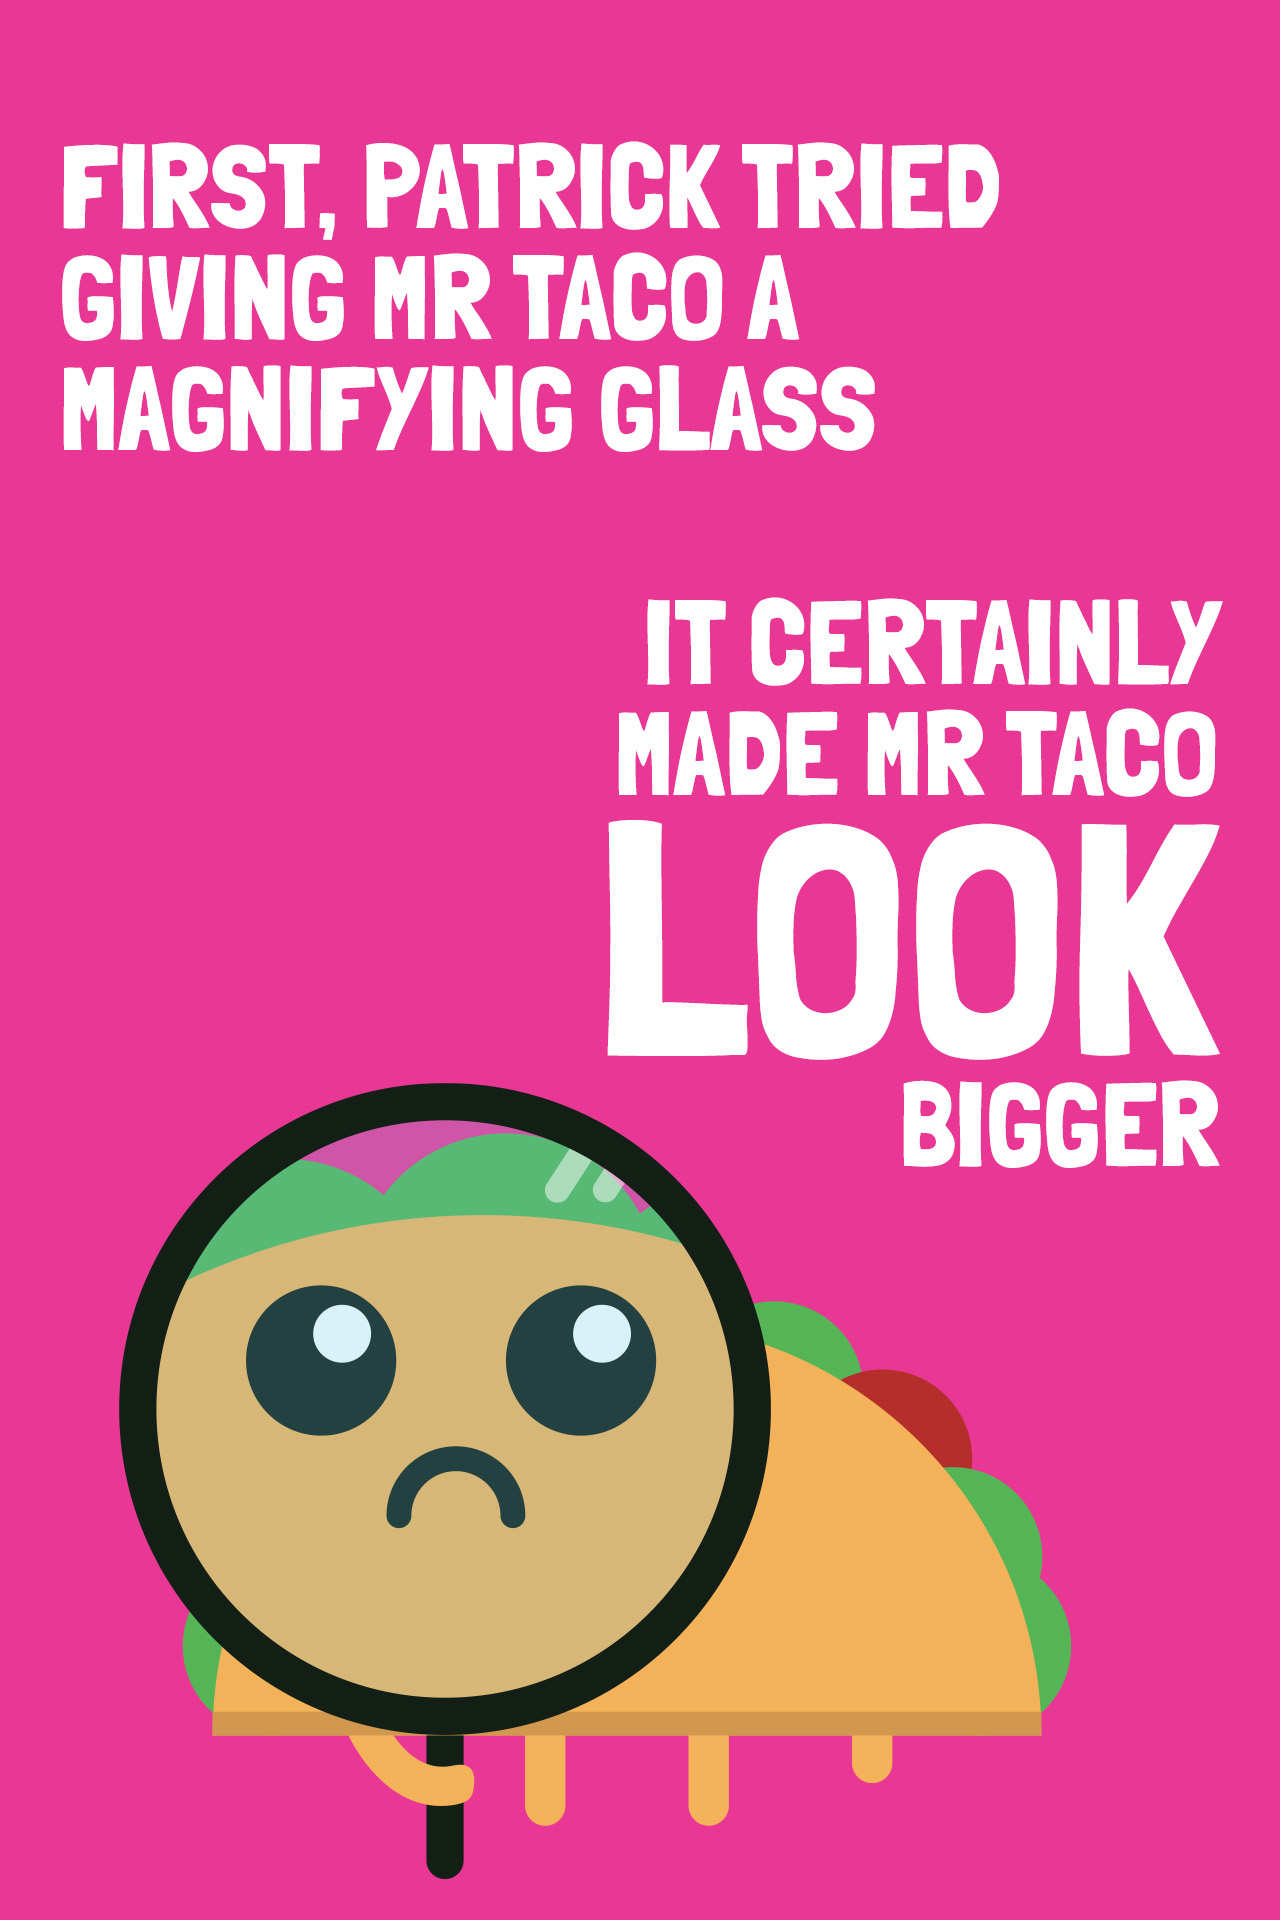 FIRST, PATRICK TRIED
GIVING MR TACO A
MAGNIFYING GLASS
IT CERTAINLY
MADE MR TACO
LOOK
BIGGER